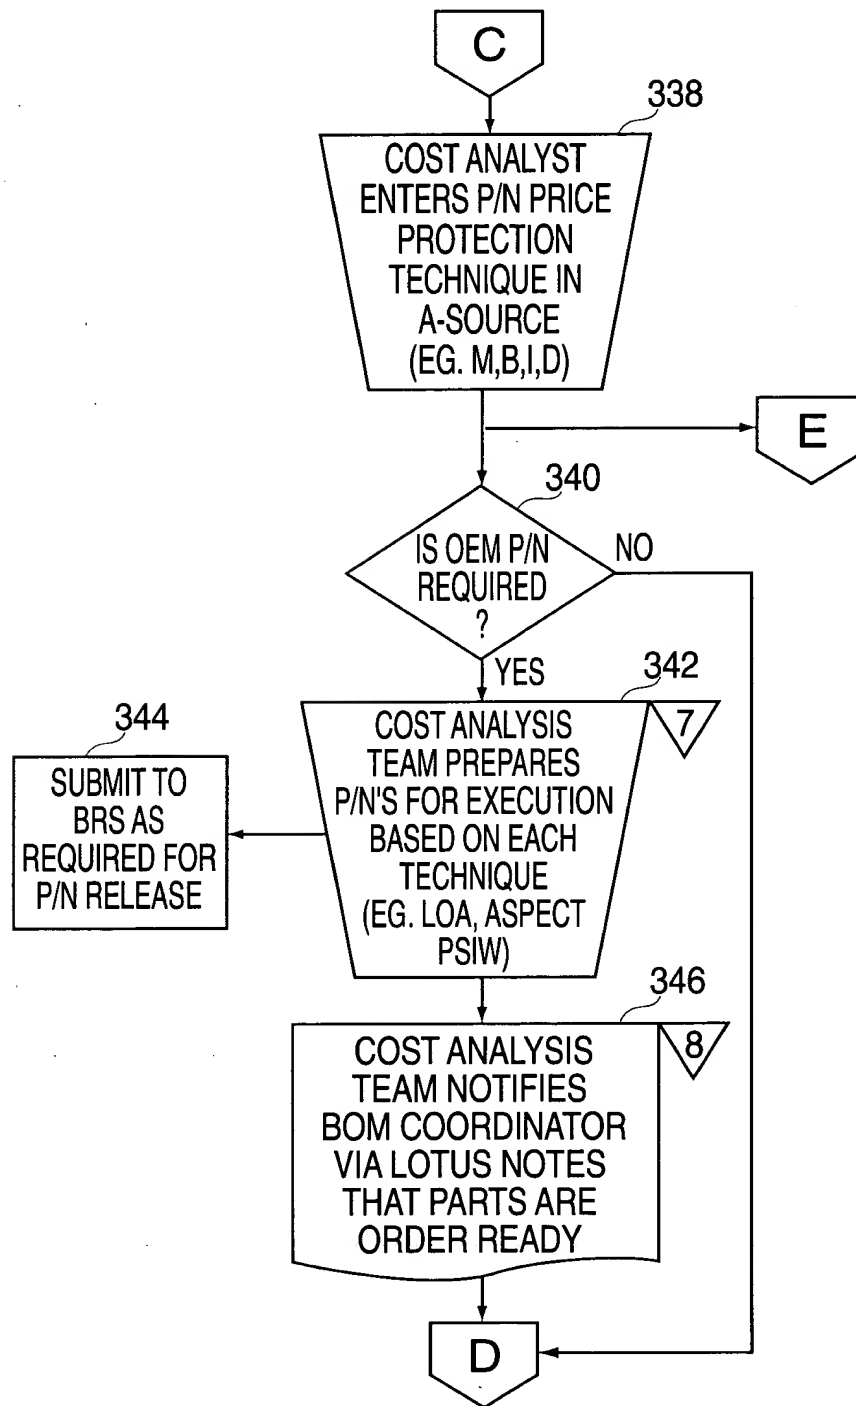 C
338
COST ANALYST
ENTERS P/N PRICE
PROTECTION
TECHNIQUE IN
A-SOURCE
(EG. M,B,I,D)
E
340
IS OEM P/N
REQUIRED
?
NO
YES
342
7
COST ANALYSIS
TEAM PREPARES
P/N'S FOR EXECUTION
BASED ON EACH
TECHNIQUE
(EG. LOA, ASPECT
PSIW)
344
SUBMIT TO
BRS AS
REQUIRED FOR
P/N RELEASE
346
8
COST ANALYSIS
TEAM NOTIFIES
BOM COORDINATOR
VIA LOTUS NOTES
THAT PARTS ARE
ORDER READY
D